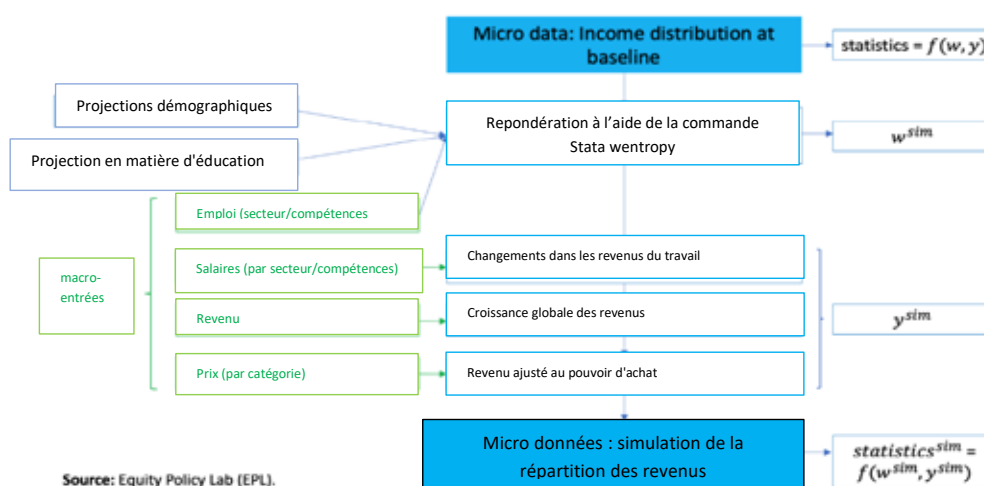 Micro data: Income distribution at
baseline
statistics = f(w, y)
Projections démographiques
Projection en matière d'éducation
Repondération à l'aide de la commande
Stata wentropy
w^sim
Emploi (secteur/compétences
Salaires (par secteur/compétences)
Changements dans les revenus du travail
macro-
entrées
Revenu
Croissance globale des revenus
y^sim
Prix (par catégorie)
Revenu ajusté au pouvoir d'achat
Micro données : simulation de la
répartition des revenus
statistics^sim =
f(w^sim, y^sim)
Source: Equity Policy Lab (EPL).